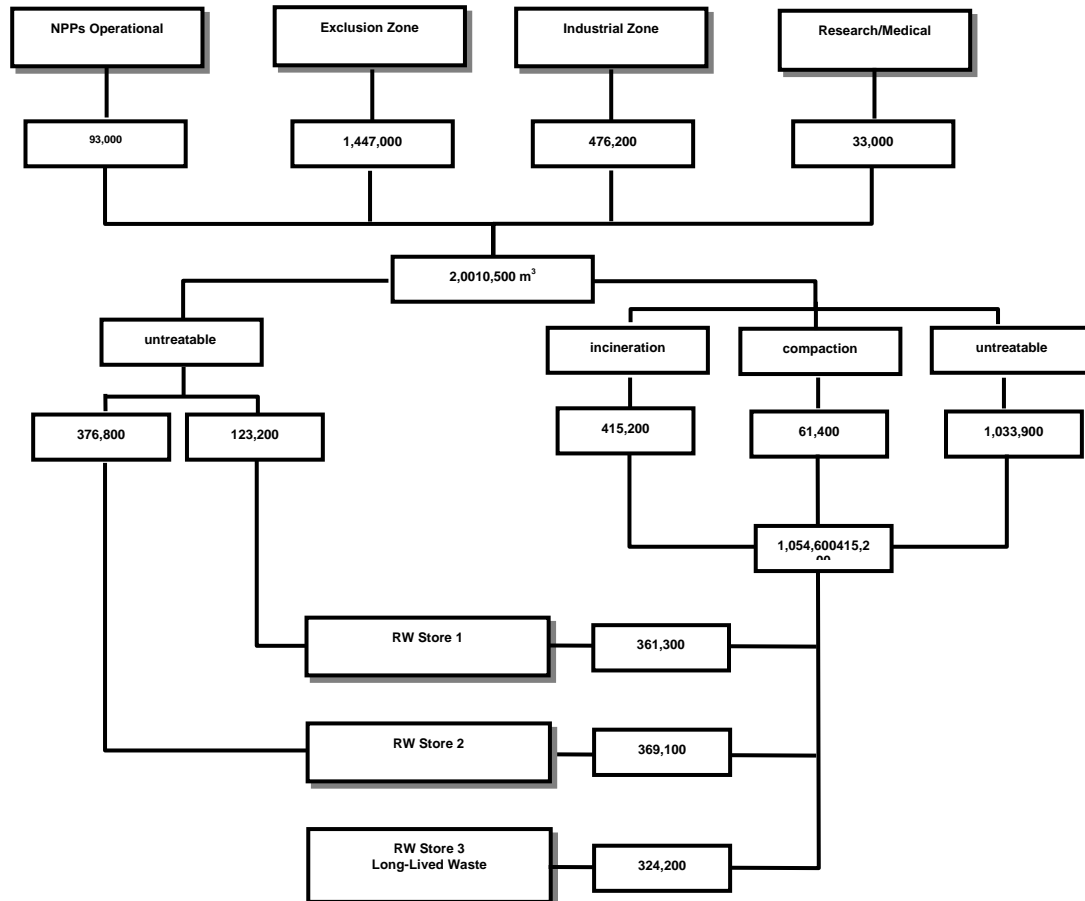 NPPs Operational
Exclusion Zone
Industrial Zone
Research/Medical
93,000
1,447,000
476,200
33,000
2,0010,500 m³
untreatable
incineration
compaction
untreatable
376,800
123,200
415,200
61,400
1,033,900
1,054,600415,2
RW Store 1
361,300
RW Store 2
369,100
RW Store 3
Long-Lived Waste
324,200